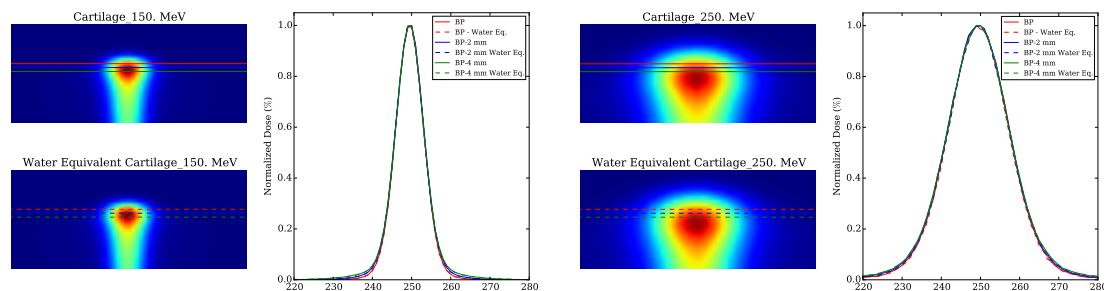 Cartilage_150. MeV
Water Equivalent Cartilage_150. MeV
Normalized Dose (%)
1.0
0.8
0.6
0.4
0.2
0.0
220 230 240 250 260 270 280
BP
BP - Water Eq.
BP-2 mm
BP-2 mm Water Eq.
BP-4 mm
BP-4 mm Water Eq.
Cartilage_250. MeV
Water Equivalent Cartilage_250. MeV
Normalized Dose (%)
1.0
0.8
0.6
0.4
0.2
0.0
220 230 240 250 260 270 280
BP
BP - Water Eq.
BP-2 mm
BP-2 mm Water Eq.
BP-4 mm
BP-4 mm Water Eq.